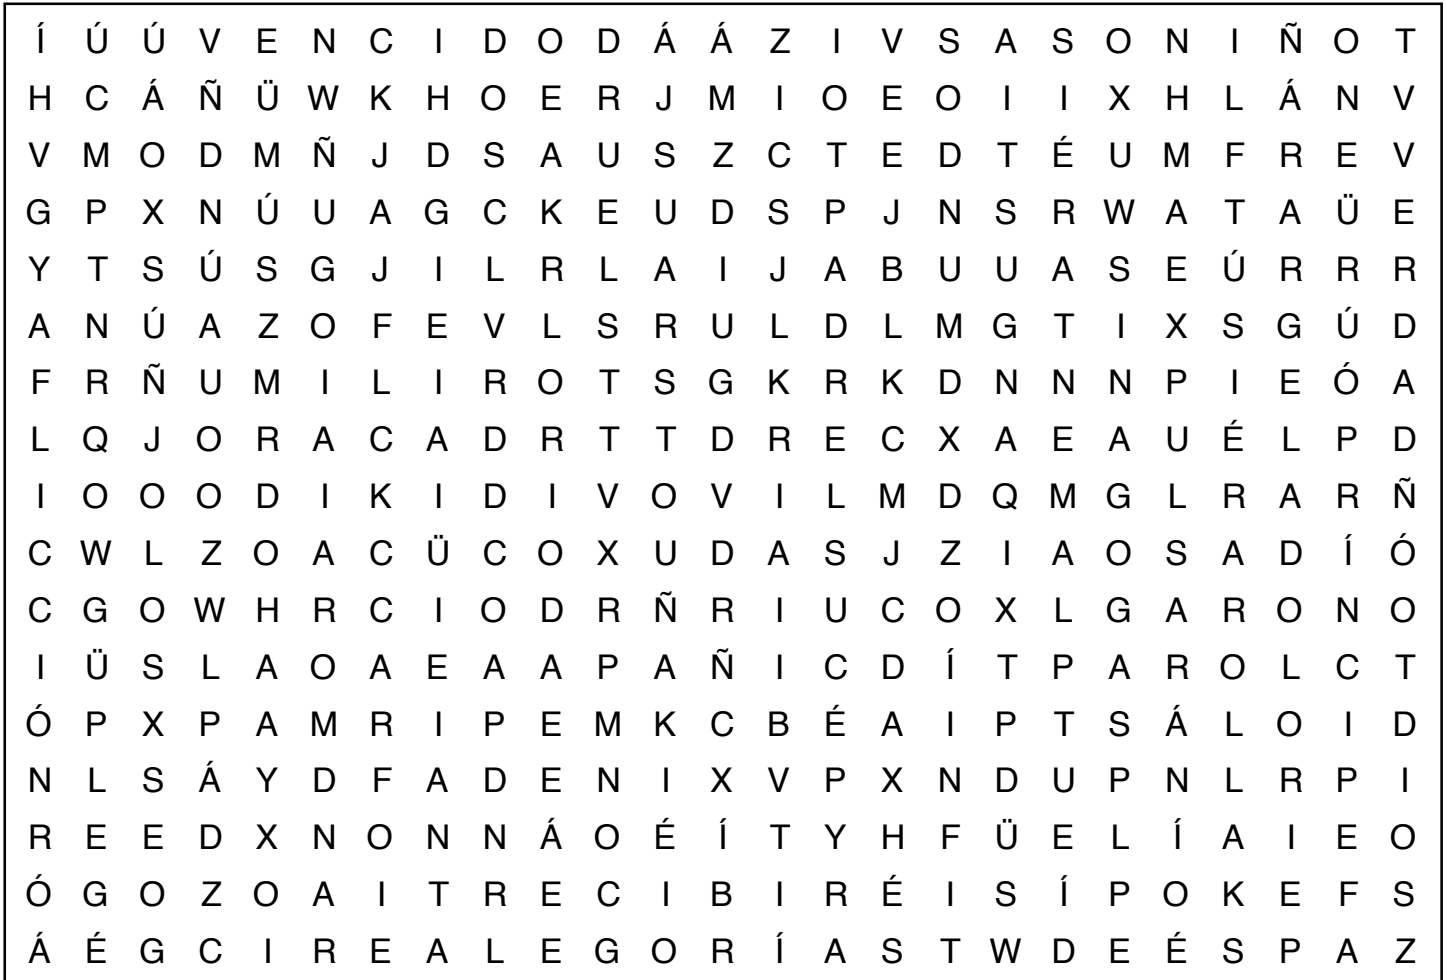 Í Ú Ú V E N C I D O D Á Á Z I V S A S O N I Ñ O T
H C Á Ñ Ü W K H O E R J M I O E O I I X H L Á N V
V M O D M Ñ J D S A U S Z C T E D T É U M F R E V
G P X N Ú U A G C K E U D S P J N S R W A T A Ü E
Y T S Ú S G J I L R L A I J A B U U A S E Ú R R R
A N Ú A Z O F E V L S R U L D L M G T I X S G Ú D
F R Ñ U M I L I R O T S G K R K D N N N P I E Ó A
L Q J O R A C A D R T T D R E C X A E A U É L P D
I O O O D I K I D I V O V I L M D Q M G L R A R Ñ
C W L Z O A C Ü C O X U D A S J Z I A O S A D Í Ó
C G O W H R C I O D R Ñ R I U C O X L G A R O N O
I Ü S L A O A E A A P A Ñ I C D Í T P A R O L C T
Ó P X P A M R I P E M K C B É A I P T S Á L O I D
N L S Á Y D F A D E N I X V P X N D U P N L R P I
R E E D X N O N N Á O É Í T Y H F Ü E L Í A I E O
Ó G O Z O A I T R E C I B I R É I S Í P O K E F S
Á É G C I R E A L E G O R Í A S T W D E É S P A Z